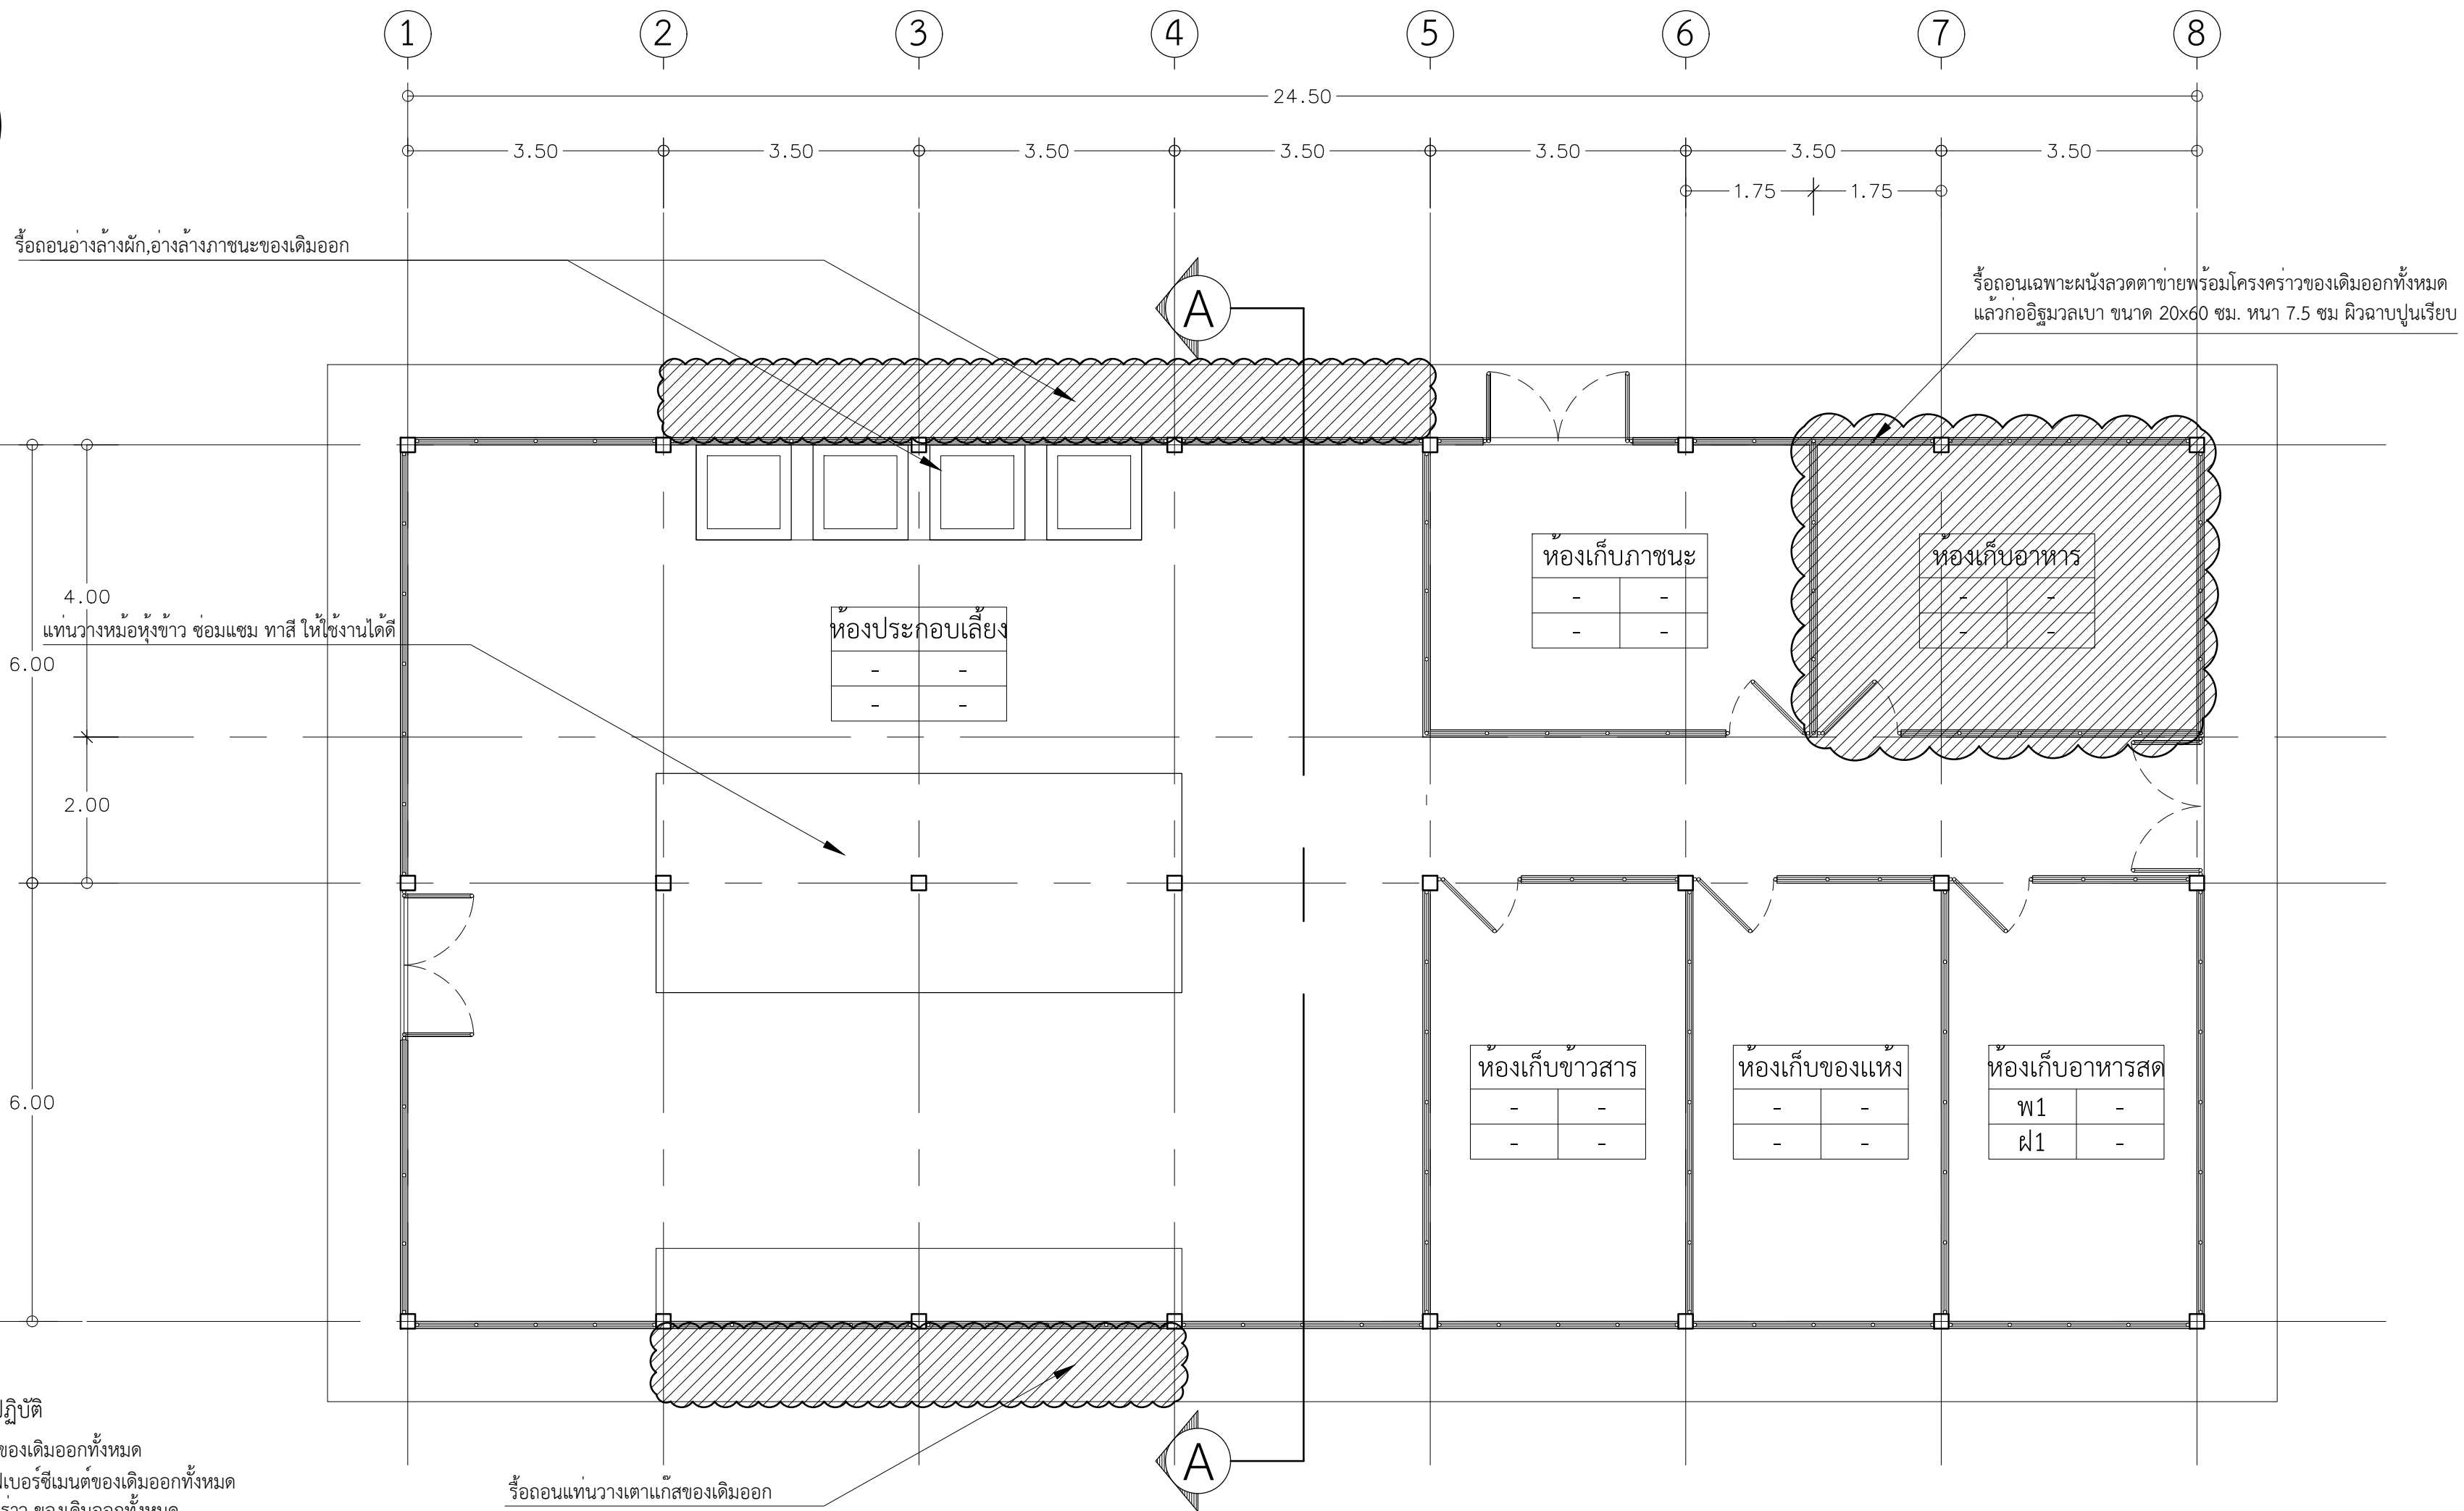 1 2 3 4 5 6 7 8
24.50
3.50 3.50 3.50 3.50 3.50 3.50 3.50
1.75 1.75
รื้อถอนอ่างล้างผัก,อ่างล้างภาชนะของเดิมออก
รื้อถอนเฉพาะผนังลวดตาข่ายพร้อมโครงคร่าวของเดิมออกทั้งหมด
แล้วก่ออิฐมวลเบา ขนาด 20x60 ซม. หนา 7.5 ซม ผิวฉาบปูนเรียบ
A
ห้องเก็บภาชนะ
- -
- -
ห้องเก็บอาหาร
- -
- -
4.00
แท่นวางหม้อหุ้งข้าว ซ่อมแซม ทาสี ให้ใช้งานได้ดี
ห้องประกอบเลี้ยง
- -
- -
6.00
2.00
6.00
ห้องเก็บข้าวสาร
- -
- -
ห้องเก็บของแห้ง
- -
- -
ห้องเก็บอาหารสด
พ1 -
ฝ1 -
ปฏิบัติ
ของเดิมออกทั้งหมด
เบอร์ซีเมนต์ของเดิมออกทั้งหมด
ของเดิมออกทั้งหมด
รื้อถอนแท่นวางเตาแก๊สของเดิมออก
A